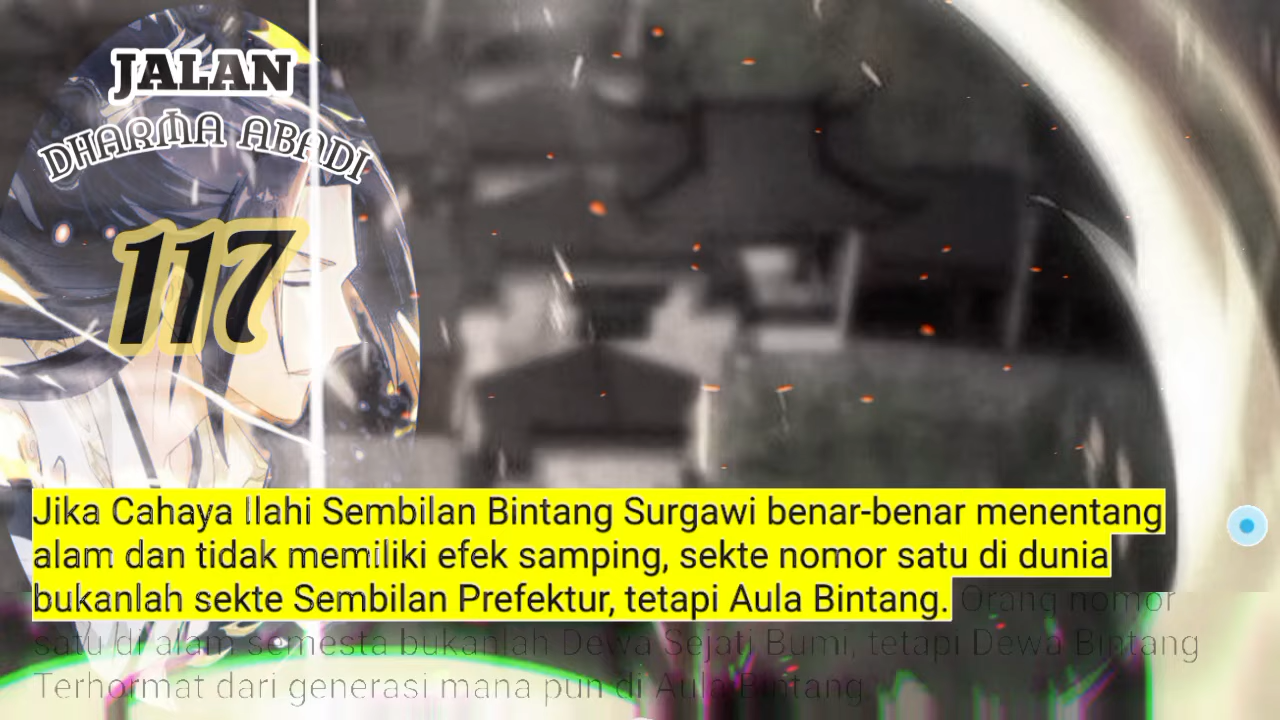 JALAN
DHARMA ABADI
117
Jika Cahaya Ilahi Sembilan Bintang Surgawi benar-benar menentang
alam dan tidak memiliki efek samping, sekte nomor satu di dunia
bukanlah sekte Sembilan Prefektur, tetapi Aula Bintang. Orang nomor
satu di alam semesta bukanlah Dewa Sejati Bumi, tetapi Dewa Bintang
Terhormat dari generasi mana pun di Aula Bintang.